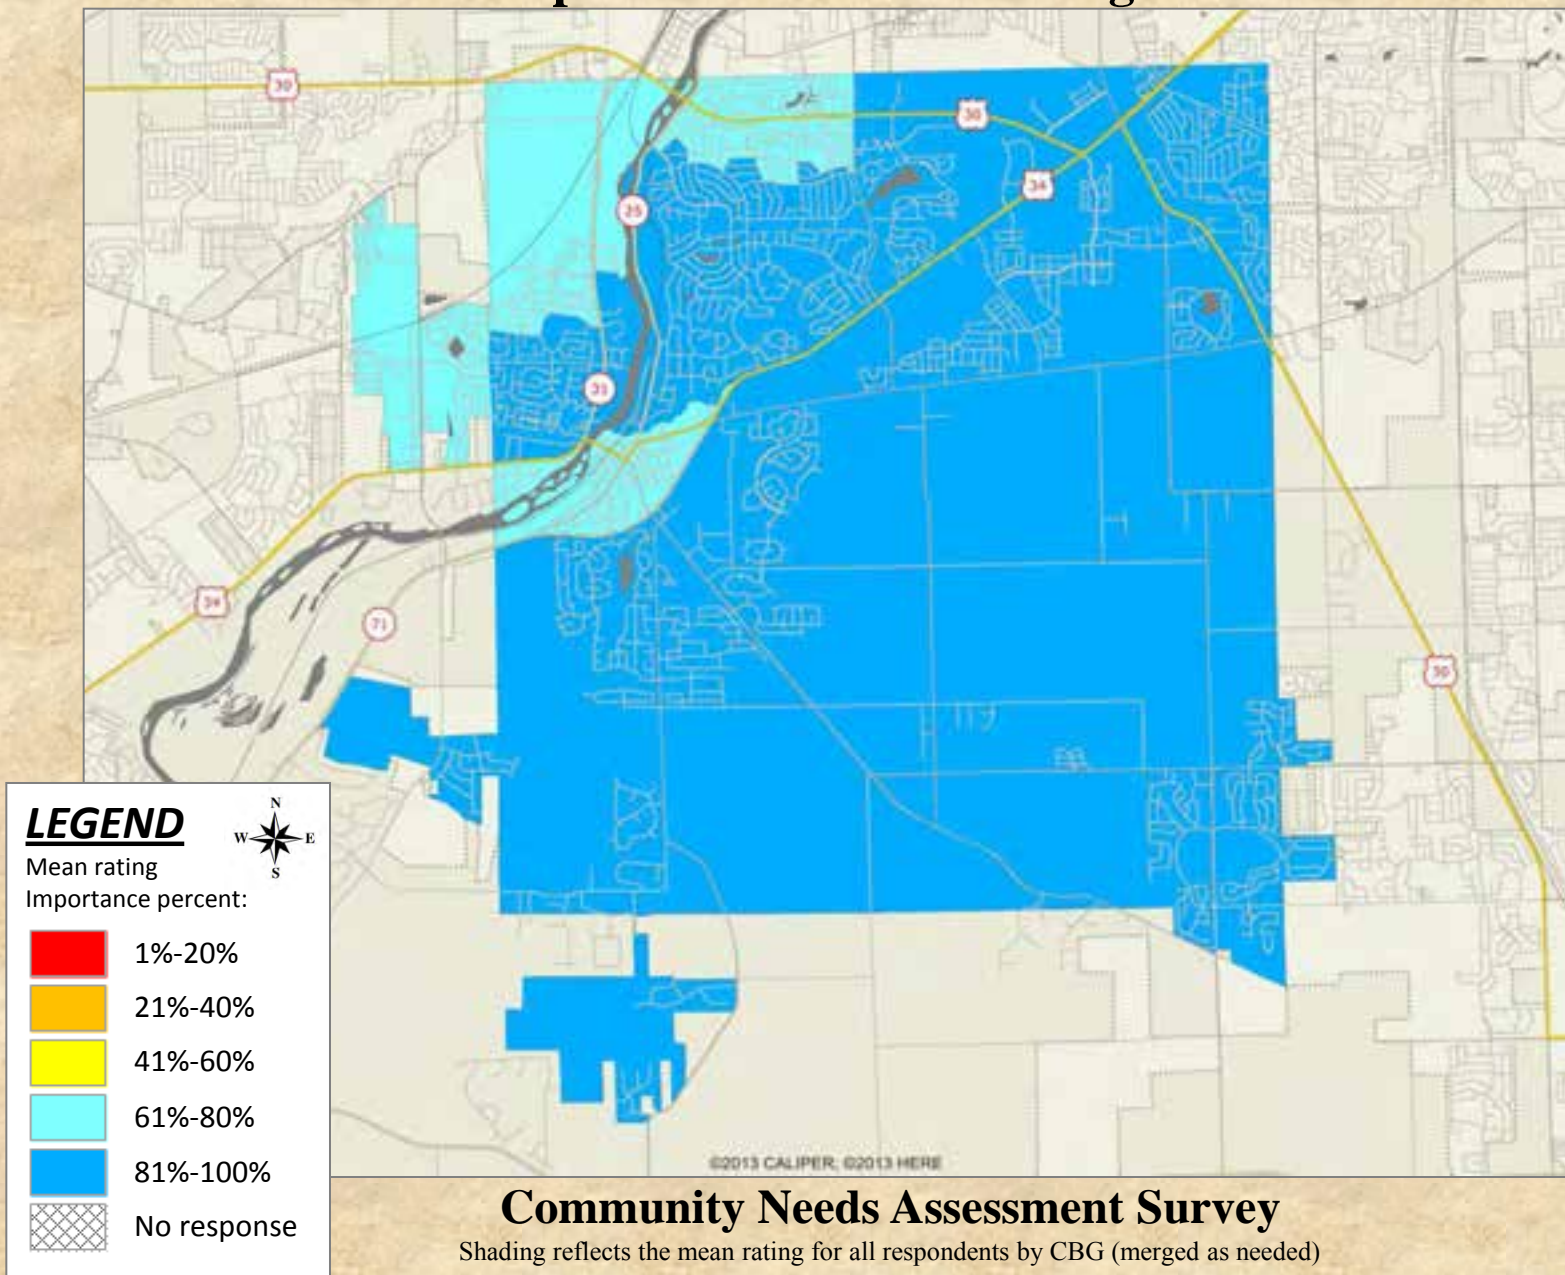 30
30
34
25
31
34
71
30
LEGEND
N
W E
S
Mean rating
Importance percent:
1%-20%
21%-40%
41%-60%
61%-80%
81%-100%
No response
©2013 CALIPER; ©2013 HERE
Community Needs Assessment Survey
Shading reflects the mean rating for all respondents by CBG (merged as needed)